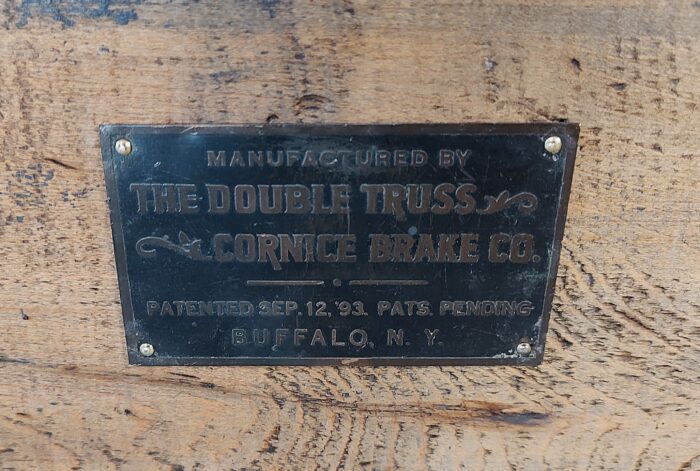 MANUFACTURED BY
THE DOUBLE TRUSS
CORNICE BRAKE CO.
PATENTED SEP. 12, '93. PATS. PENDING
BUFFALO, N. Y.